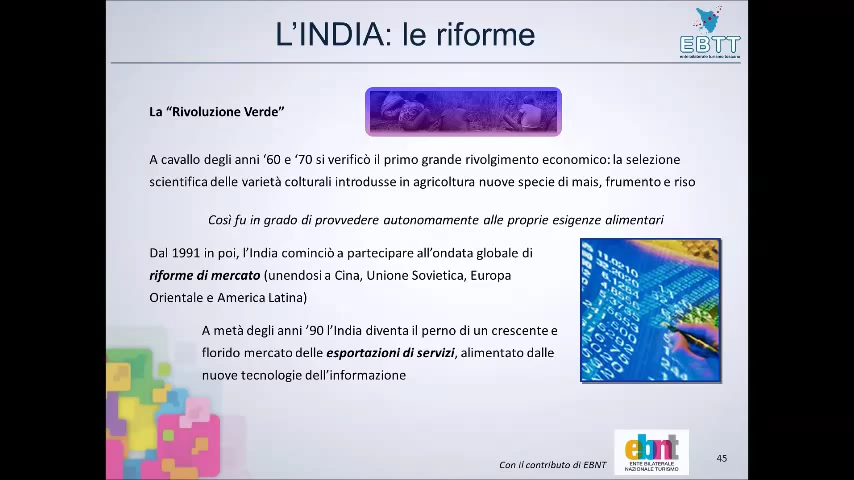 L'INDIA: le riforme
EBTT
ente bilaterale turismo toscano
La "Rivoluzione Verde"
A cavallo degli anni '60 e '70 si verificò il primo grande rivolgimento economico: la selezione
scientifica delle varietà colturali introdusse in agricoltura nuove specie di mais, frumento e riso
Così fu in grado di provvedere autonomamente alle proprie esigenze alimentari
Dal 1991 in poi, l'India cominciò a partecipare all'ondata globale di
riforme di mercato (unendosi a Cina, Unione Sovietica, Europa
Orientale e America Latina)
A metà degli anni '90 l'India diventa il perno di un crescente e
florido mercato delle esportazioni di servizi, alimentato dalle
nuove tecnologie dell'informazione
Con il contributo di EBNT
ebnt
ENTE BILATERALE
NAZIONALE TURISMO
45